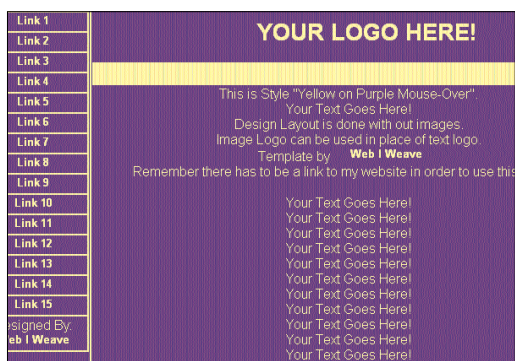 Link 1
Link 2
Link 3
Link 4
Link 5
Link 6
Link 7
Link 8
Link 9
Link 10
Link 11
Link 12
Link 13
Link 14
Link 15
esigned By:
eb I Weave
YOUR LOGO HERE!
This is Style "Yellow on Purple Mouse-Over".
Your Text Goes Here!
Design Layout is done with out images.
Image Logo can be used in place of text logo.
Template by Web I Weave
Remember there has to be a link to my website in order to use this
Your Text Goes Here!
Your Text Goes Here!
Your Text Goes Here!
Your Text Goes Here!
Your Text Goes Here!
Your Text Goes Here!
Your Text Goes Here!
Your Text Goes Here!
Your Text Goes Here!
Your Text Goes Here!
Your Text Goes Here!